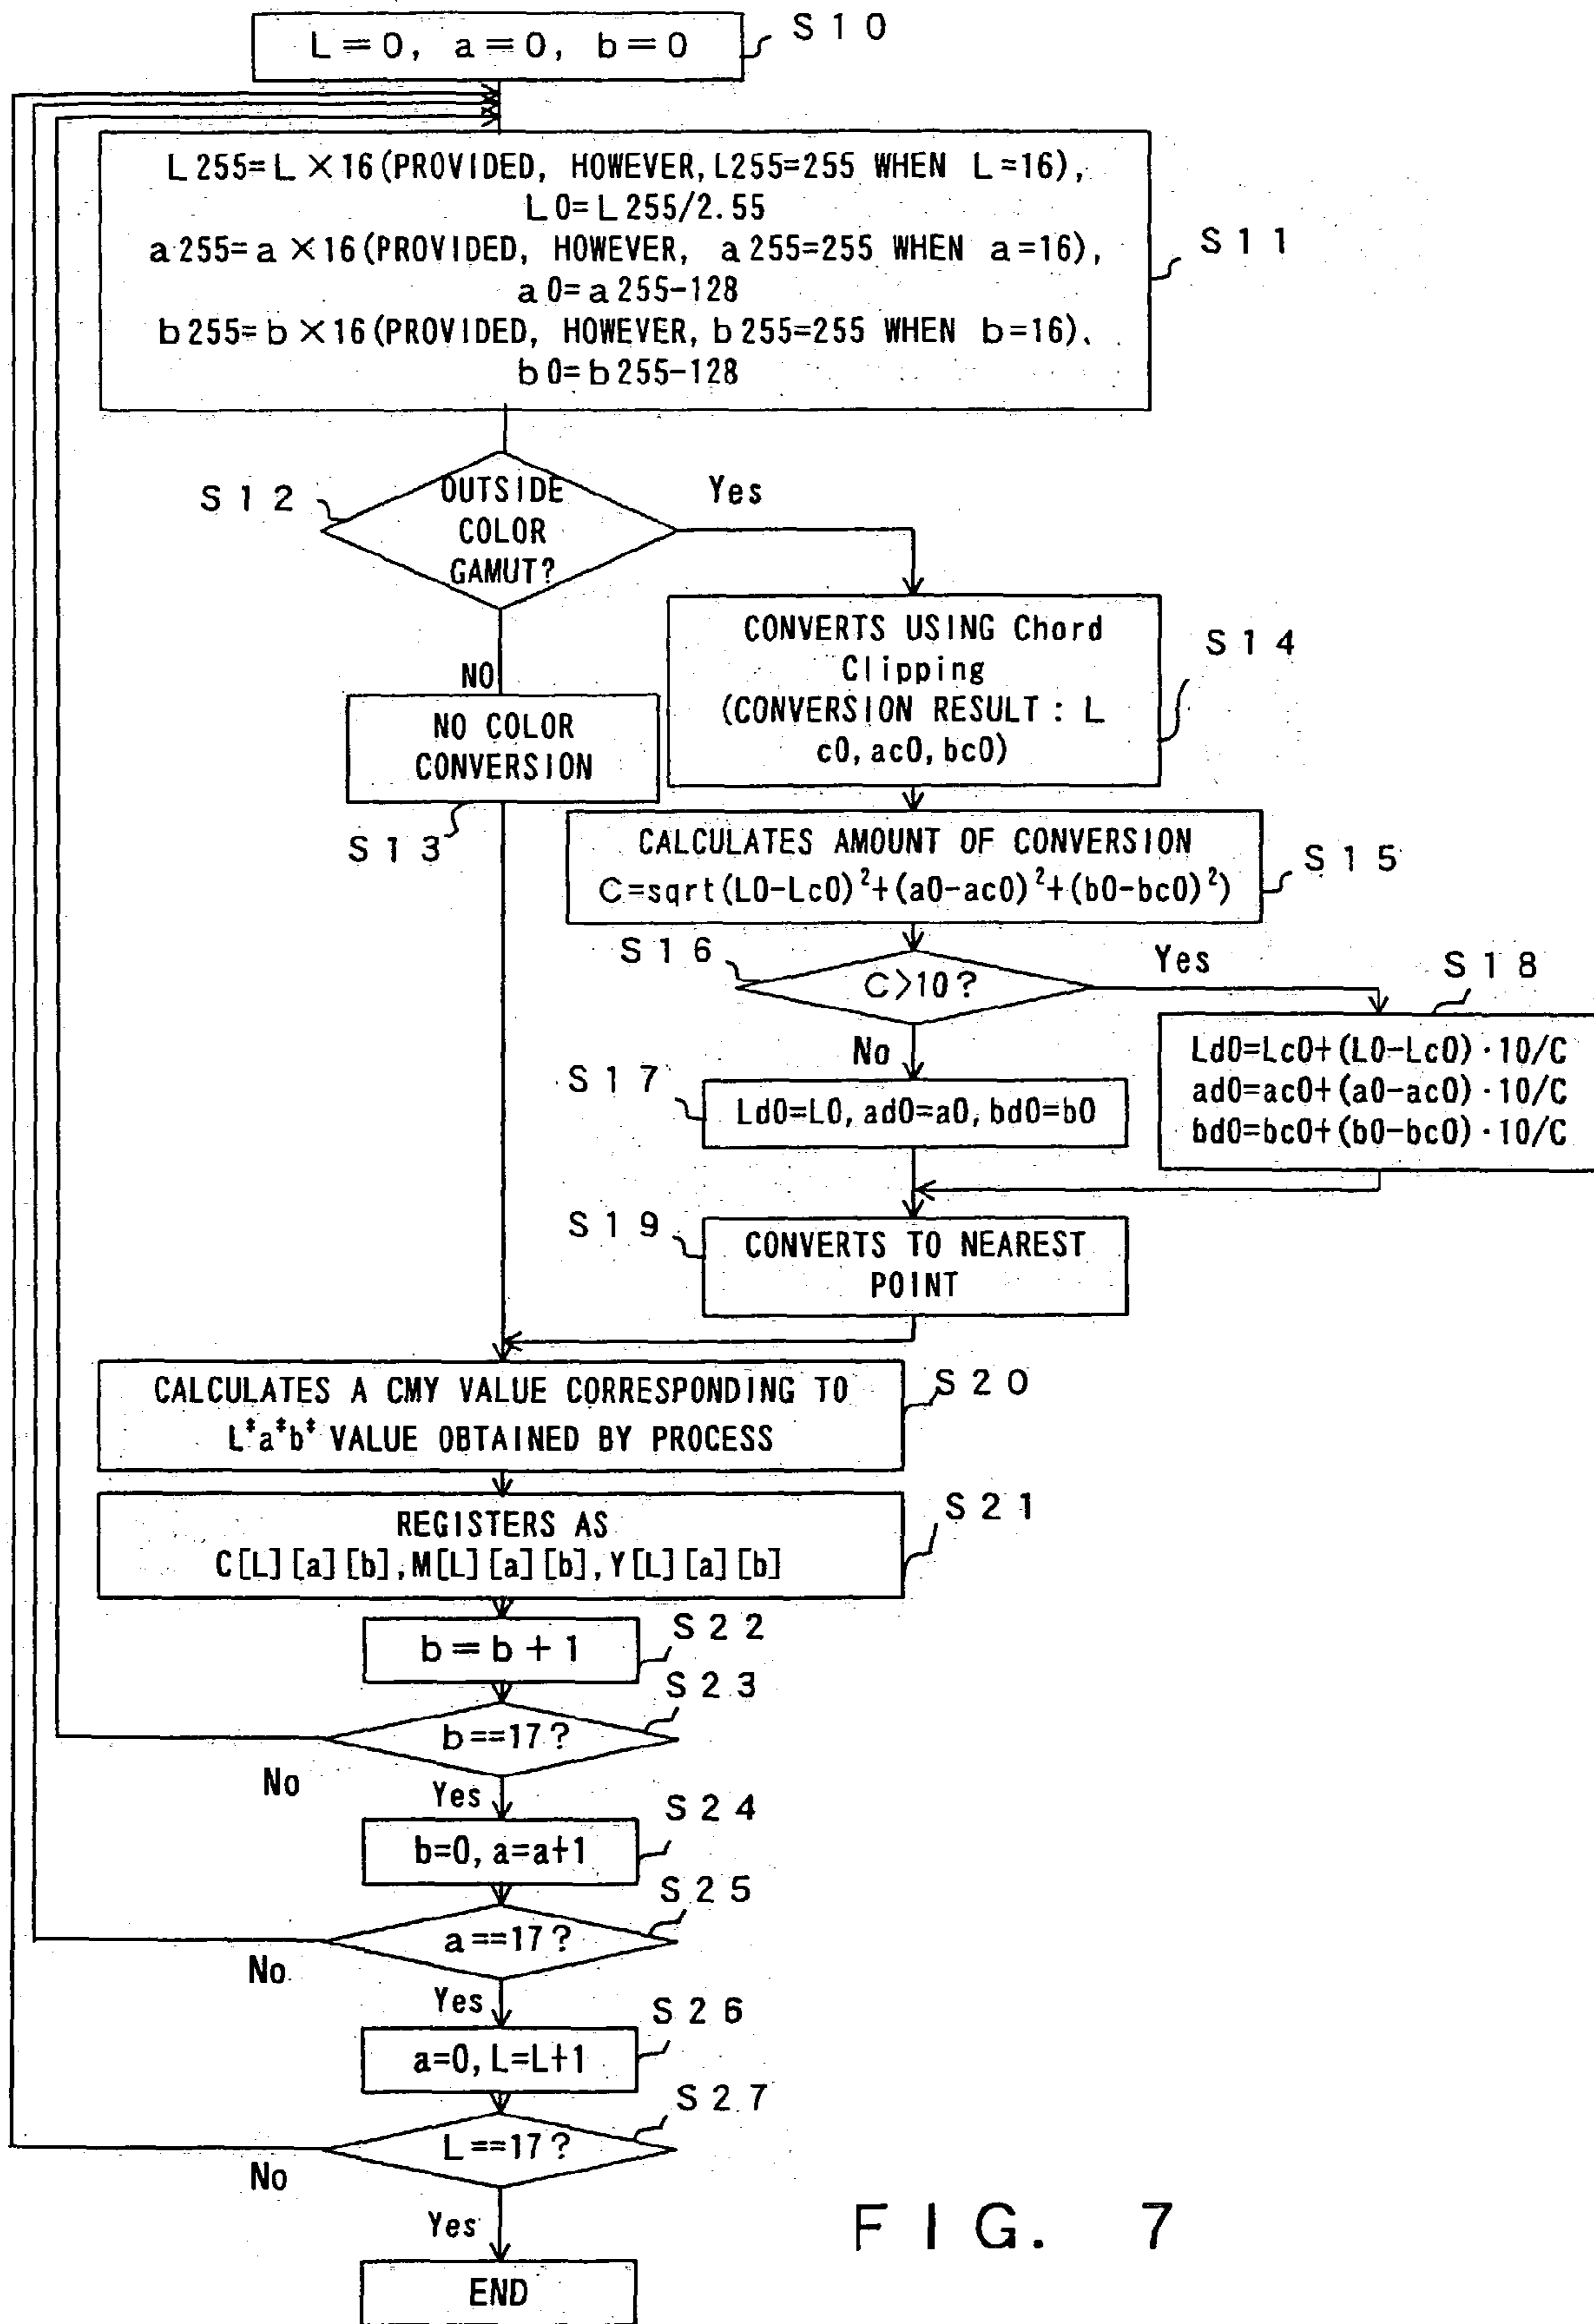 L=0, a=0, b=0
S10
L255=L×16(PROVIDED, HOWEVER, L255=255 WHEN L=16),
L0=L255/2.55
a255=a×16(PROVIDED, HOWEVER, a255=255 WHEN a=16),
a0=a255-128
b255=b×16(PROVIDED, HOWEVER, b255=255 WHEN b=16).
b0=b255-128
S11
S12
OUTSIDE
COLOR
GAMUT?
Yes
NO
NO COLOR
CONVERSION
S13
CONVERTS USING Chord
Clipping
(CONVERSION RESULT: L
c0, ac0, bc0)
S14
CALCULATES AMOUNT OF CONVERSION
C=sqrt(L0-Lc0)²+(a0-ac0)²+(b0-bc0)²)
S15
S16
C>10?
Yes
No
S18
Ld0=Lc0+(L0-Lc0)·10/C
ad0=ac0+(a0-ac0)·10/C
bd0=bc0+(b0-bc0)·10/C
S17
Ld0=L0, ad0=a0, bd0=b0
S19
CONVERTS TO NEAREST
POINT
CALCULATES A CMY VALUE CORRESPONDING TO
L*a*b* VALUE OBTAINED BY PROCESS
S20
REGISTERS AS
C[L][a][b],M[L][a][b],Y[L][a][b]
S21
b=b+1
S22
b==17?
S23
No
Yes
b=0, a=a+1
S24
a==17?
S25
No
Yes
a=0, L=L+1
S26
L==17?
S27
No
Yes
END
FIG. 7